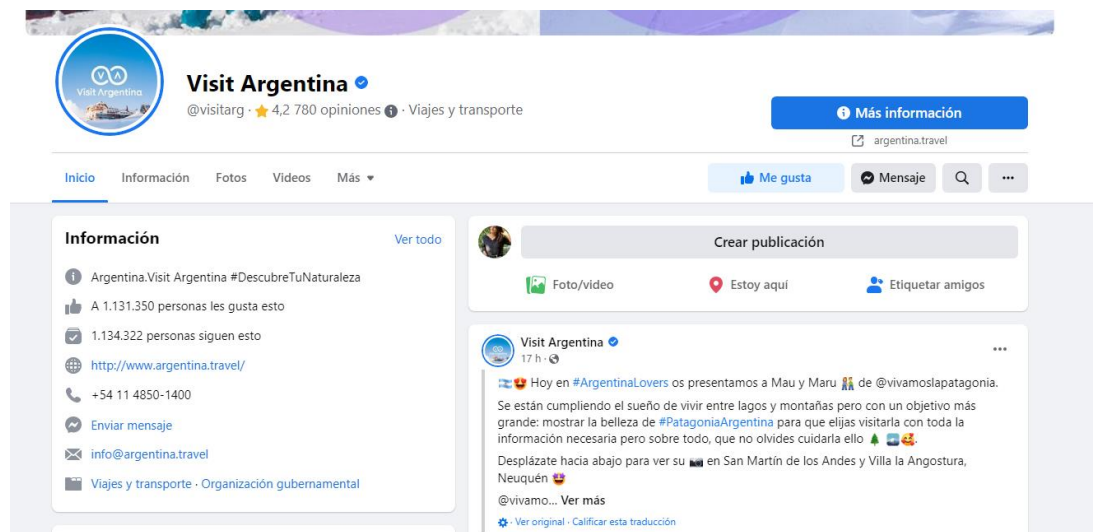 Visit Argentina
Visit Argentina
@visitarg · ⭐ 4,2 780 opiniones · Viajes y transporte
Más información
argentina.travel
Inicio Información Fotos Videos Más ▼
Me gusta
Mensaje
Información
Ver todo
Argentina.Visit Argentina #DescubreTuNaturaleza
A 1.131.350 personas les gusta esto
1.134.322 personas siguen esto
http://www.argentina.travel/
+54 11 4850-1400
Enviar mensaje
info@argentina.travel
Viajes y transporte · Organización gubernamental
Crear publicación
Foto/video
Estoy aquí
Etiquetar amigos
Visit Argentina
17 h ·
🇦🇷😍 Hoy en #ArgentinaLovers os presentamos a Mau y Maru 👫 de @vivamoslapatagonia.
Se están cumpliendo el sueño de vivir entre lagos y montañas pero con un objetivo más
grande: mostrar la belleza de #PatagoniaArgentina para que elijas visitarla con toda la
información necesaria pero sobre todo, que no olvides cuidarla ello 🌲 🏞🥰.
Desplázate hacia abajo para ver su 📷 en San Martín de los Andes y Villa la Angostura,
Neuquén 🤩
@vivamo... Ver más
· Ver original · Calificar esta traducción